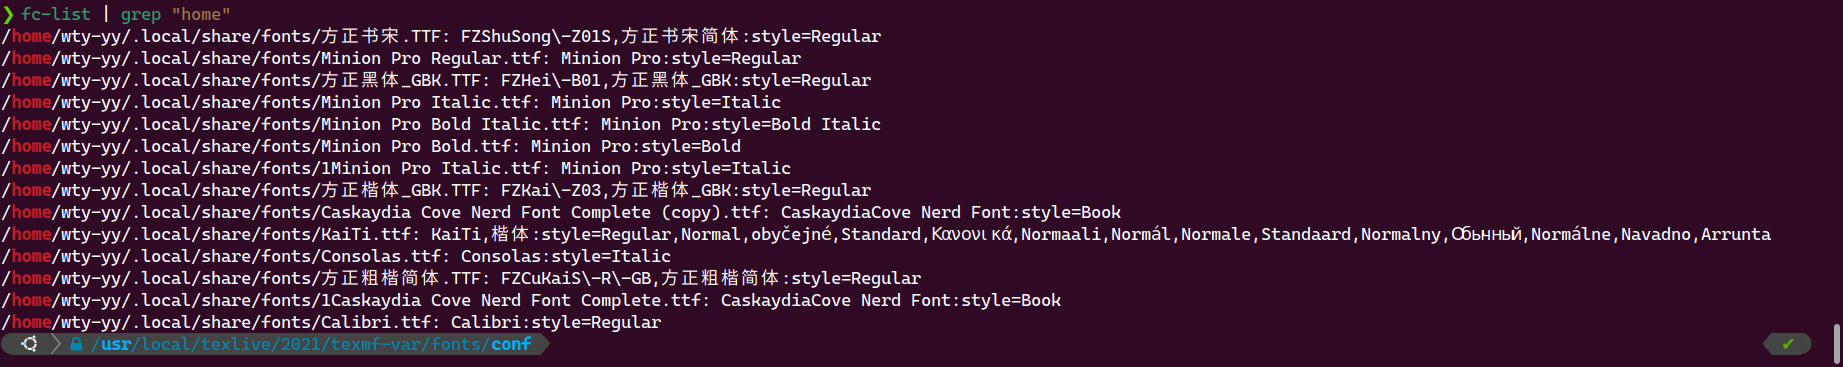 ❯ fc-list | grep "home"
/home/wty-yy/.local/share/fonts/方正书宋.TTF: FZShuSong\-Z01S,方正书宋简体:style=Regular
/home/wty-yy/.local/share/fonts/Minion Pro Regular.ttf: Minion Pro:style=Regular
/home/wty-yy/.local/share/fonts/方正黑体_GBK.TTF: FZHei\-B01,方正黑体_GBK:style=Regular
/home/wty-yy/.local/share/fonts/Minion Pro Italic.ttf: Minion Pro:style=Italic
/home/wty-yy/.local/share/fonts/Minion Pro Bold Italic.ttf: Minion Pro:style=Bold Italic
/home/wty-yy/.local/share/fonts/Minion Pro Bold.ttf: Minion Pro:style=Bold
/home/wty-yy/.local/share/fonts/1Minion Pro Italic.ttf: Minion Pro:style=Italic
/home/wty-yy/.local/share/fonts/方正楷体_GBK.TTF: FZKai\-Z03,方正楷体_GBK:style=Regular
/home/wty-yy/.local/share/fonts/Caskaydia Cove Nerd Font Complete (copy).ttf: CaskaydiaCove Nerd Font:style=Book
/home/wty-yy/.local/share/fonts/KaiTi.ttf: KaiTi,楷体:style=Regular,Normal,obyčejné,Standard,Κανονικά,Normaali,Normál,Normale,Standaard,Normalny,Обычный,Normálne,Navadno,Arrunta
/home/wty-yy/.local/share/fonts/Consolas.ttf: Consolas:style=Italic
/home/wty-yy/.local/share/fonts/方正粗楷简体.TTF: FZCuKaiS\-R\-GB,方正粗楷简体:style=Regular
/home/wty-yy/.local/share/fonts/1Caskaydia Cove Nerd Font Complete.ttf: CaskaydiaCove Nerd Font:style=Book
/home/wty-yy/.local/share/fonts/Calibri.ttf: Calibri:style=Regular
/usr/local/texlive/2021/texmf-var/fonts/conf ✔